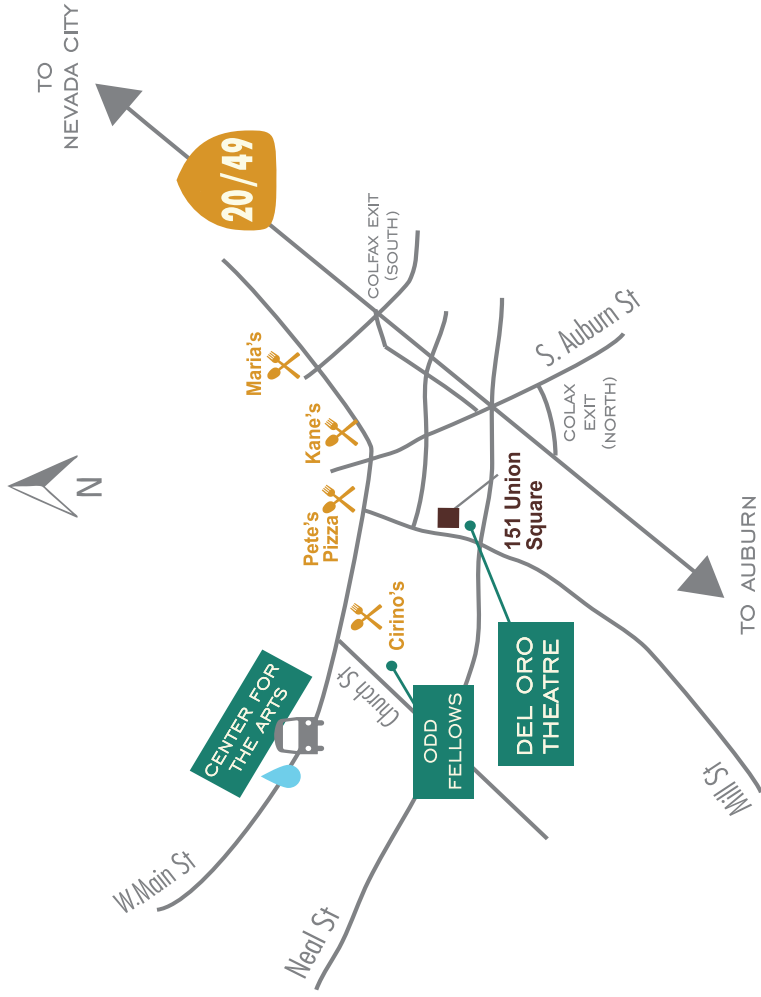 TO
NEVADA CITY
20/49
COLFAX EXIT
(SOUTH)
Maria's
S. Auburn St
Kane's
COLAX
EXIT
(NORTH)
N
Pete's
Pizza
151 Union
Square
TO AUBURN
Cirino's
CENTER FOR
THE ARTS
Church St
ODD
FELLOWS
DEL ORO
THEATRE
Mill St
W.Main St
Neal St